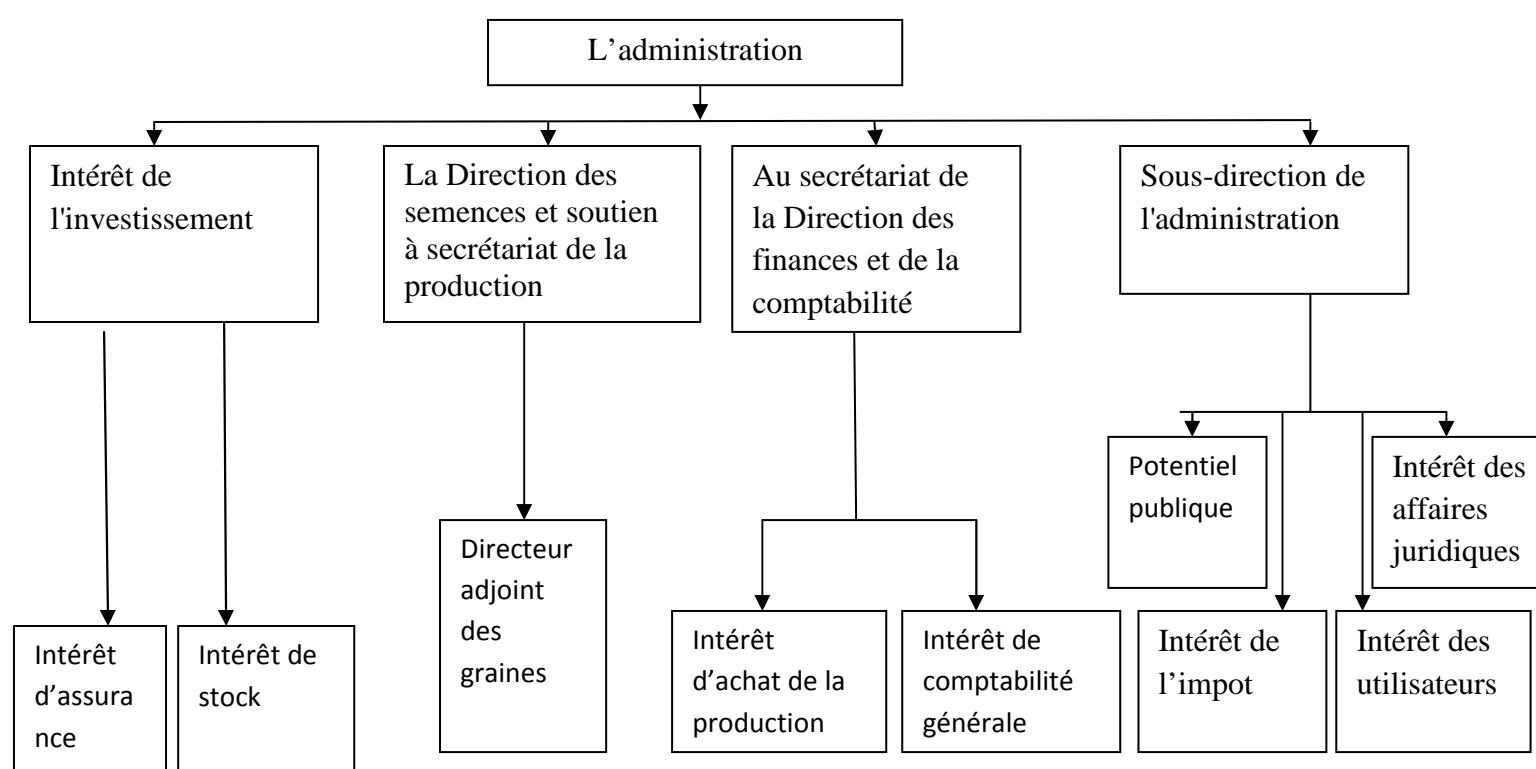 L’administration
Intérêt de
l'investissement
La Direction des
semences et soutien
à secrétariat de la
production
Au secrétariat de
la Direction des
finances et de la
comptabilité
Sous-direction de
l'administration
Potentiel
publique
Intérêt des
affaires
juridiques
Directeur
adjoint
des
graines
Intérêt
d’assura
nce
Intérêt de
stock
Intérêt
d’achat de la
production
Intérêt de
comptabilité
générale
Intérêt de
l’impot
Intérêt des
utilisateurs